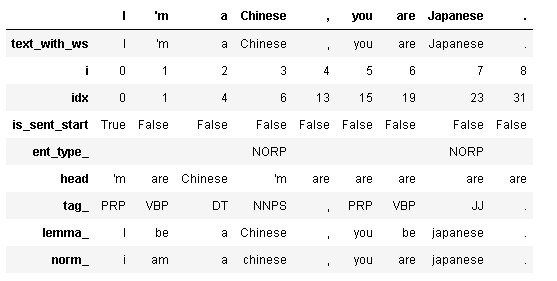 I 'm a Chinese , you are Japanese .
text_with_ws I 'm a Chinese , you are Japanese .
i 0 1 2 3 4 5 6 7 8
idx 0 1 4 6 13 15 19 23 31
is_sent_start True False False False False False False False False
ent_type_ NORP NORP
head 'm are Chinese 'm are are are are are
tag_ PRP VBP DT NNPS , PRP VBP JJ .
lemma_ I be a Chinese , you be japanese .
norm_ i am a chinese , you are japanese .